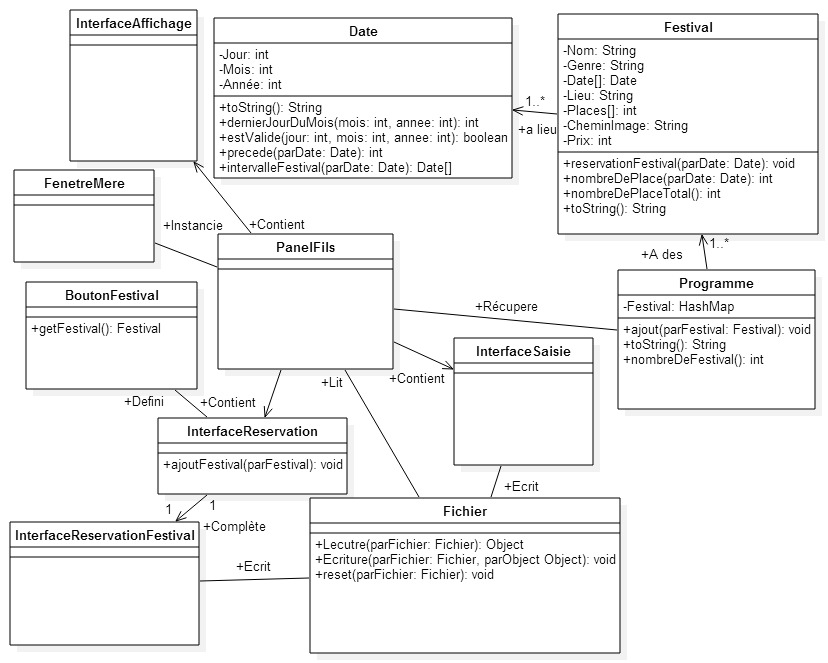 InterfaceAffichage
Date
-Jour: int
-Mois: int
-Année: int
+toString(): String
+dernierJourDuMois(mois: int, annee: int): int
+estValide(jour: int, mois: int, annee: int): boolean
+precede(parDate: Date): int
+intervalleFestival(parDate: Date): Date[]
Festival
-Nom: String
-Genre: String
-Date[]: Date
-Lieu: String
-Places[]: int
-CheminImage: String
-Prix: int
+reservationFestival(parDate: Date): void
+nombreDePlace(parDate: Date): int
+nombreDePlaceTotal(): int
+toString(): String
1..*
+a lieu
FenetreMere
+Instancie
+Contient
PanelFils
1..*
+A des
Programme
-Festival: HashMap
+ajout(parFestival: Festival): void
+toString(): String
+nombreDeFestival(): int
BoutonFestival
+getFestival(): Festival
+Récupere
InterfaceSaisie
+Contient
+Lit
+Defini
+Contient
InterfaceReservation
+ajoutFestival(parFestival): void
1
1
+Complète
+Ecrit
InterfaceReservationFestival
+Ecrit
Fichier
+Lecutre(parFichier: Fichier): Object
+Ecriture(parFichier: Fichier, parObject Object): void
+reset(parFichier: Fichier): void